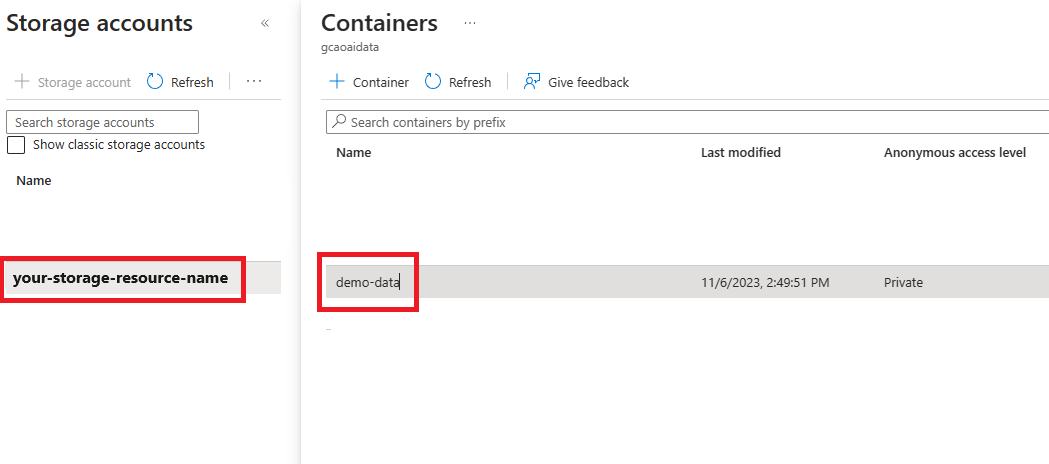 Storage accounts
Storage account Refresh
Search storage accounts
Show classic storage accounts
Name
your-storage-resource-name
Containers
gcaoaidata
Container Refresh Give feedback
Search containers by prefix
Name Last modified Anonymous access level
demo-data 11/6/2023, 2:49:51 PM Private